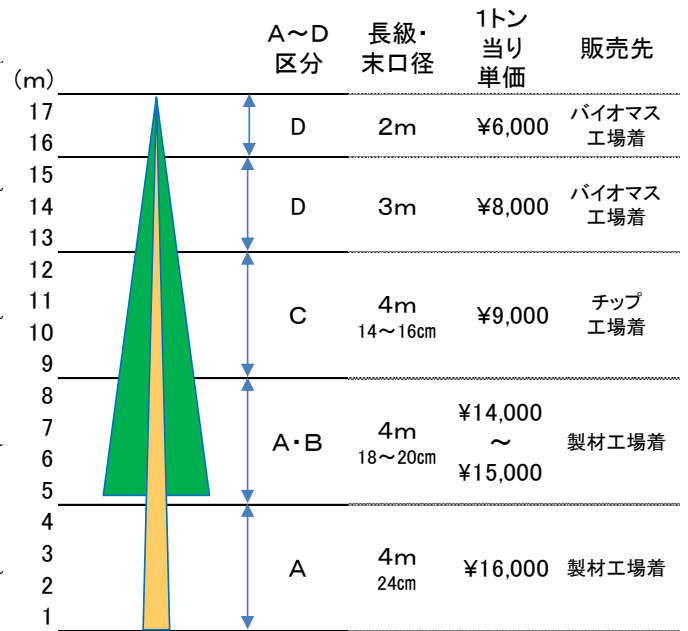 A～D
区分
長級・
末口径
1トン
当り
単価
販売先
(m)
17
16
D
2m
¥6,000
バイオマス
工場着
15
14
13
D
3m
¥8,000
バイオマス
工場着
12
11
10
9
C
4m
14～16㎝
¥9,000
チップ
工場着
8
7
6
5
A・B
4m
18～20㎝
¥14,000
～
¥15,000
製材工場着
4
3
2
1
A
4m
24㎝
¥16,000
製材工場着